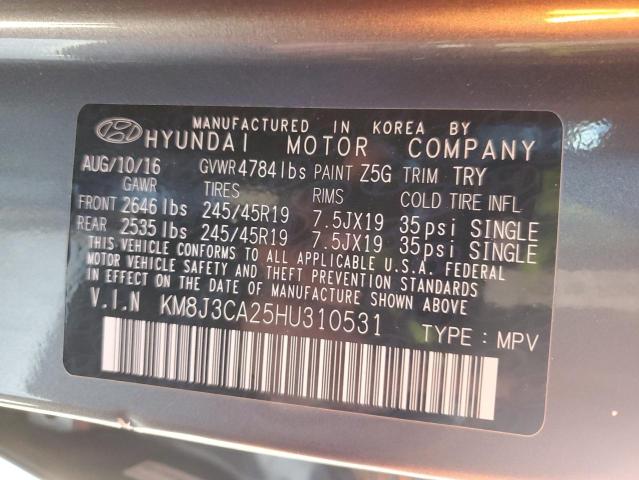 MANUFACTURED IN KOREA BY
HYUNDAI MOTOR COMPANY
AUG/10/16 GVWR 4784lbs PAINT Z5G TRIM TRY
GAWR TIRES RIMS COLD TIRE INFL
FRONT 2646 lbs 245/45R19 7.5JX19 35psi SINGLE
REAR 2535 lbs 245/45R19 7.5JX19 35psi SINGLE
THIS VEHICLE CONFORMS TO ALL APPLICABLE U.S.A. FEDERAL
MOTOR VEHICLE SAFETY AND THEFT PREVENTION STANDARDS
IN EFFECT ON THE DATE OF MANUFACTURE SHOWN ABOVE.
V.I.N KM8J3CA25HU310531 TYPE: MPV